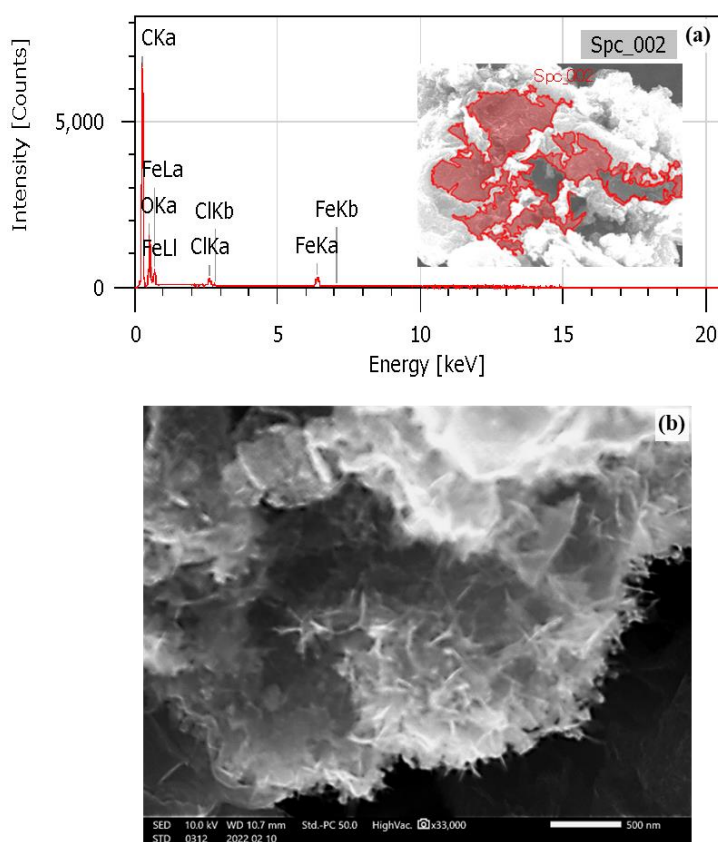 (a)
Spc_002
Spc_002
CKa
5,000
FeLa
OKa
FeLl
ClKb
ClKa
FeKb
FeKa
0
0 5 10 15 20
Intensity [Counts]
Energy [keV]
(b)
SED 10.0 kV WD 10.7 mm Std.-PC 50.0 HighVac. x33,000 500 nm
STD 0312 2022 02 10